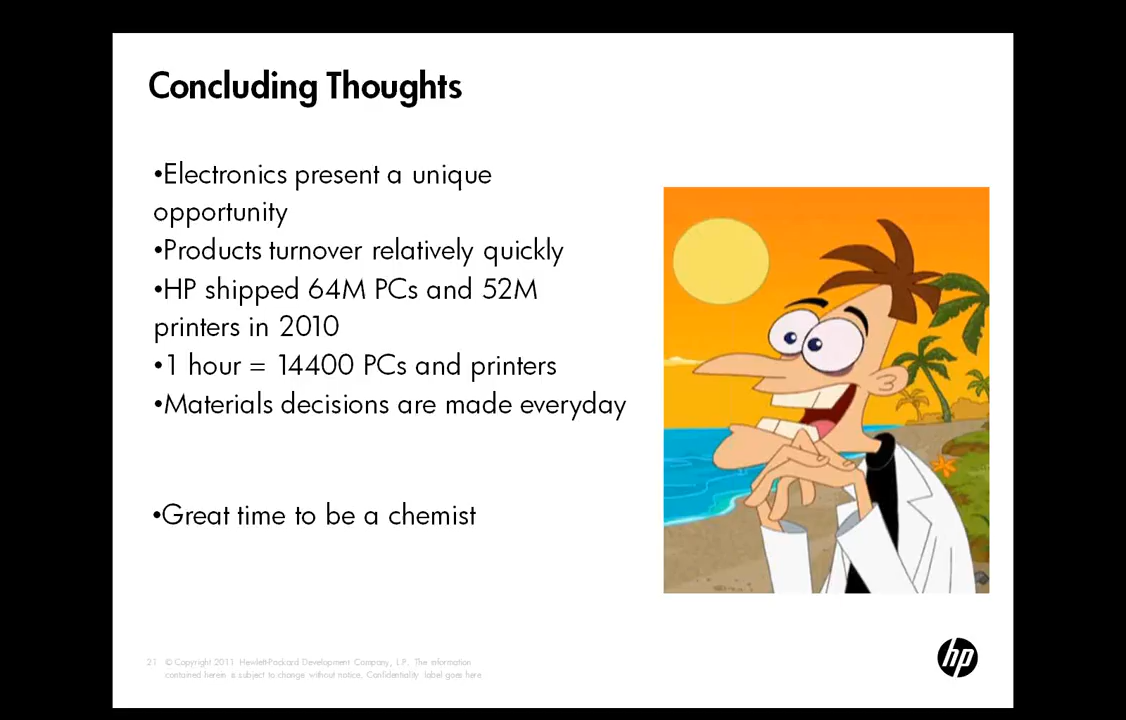 Concluding Thoughts
•Electronics present a unique
opportunity
•Products turnover relatively quickly
•HP shipped 64M PCs and 52M
printers in 2010
•1 hour = 14400 PCs and printers
•Materials decisions are made everyday
•Great time to be a chemist
21 © Copyright 2011 Hewlett-Packard Development Company, L.P. The information
contained herein is subject to change without notice. Confidentiality label goes here
hp